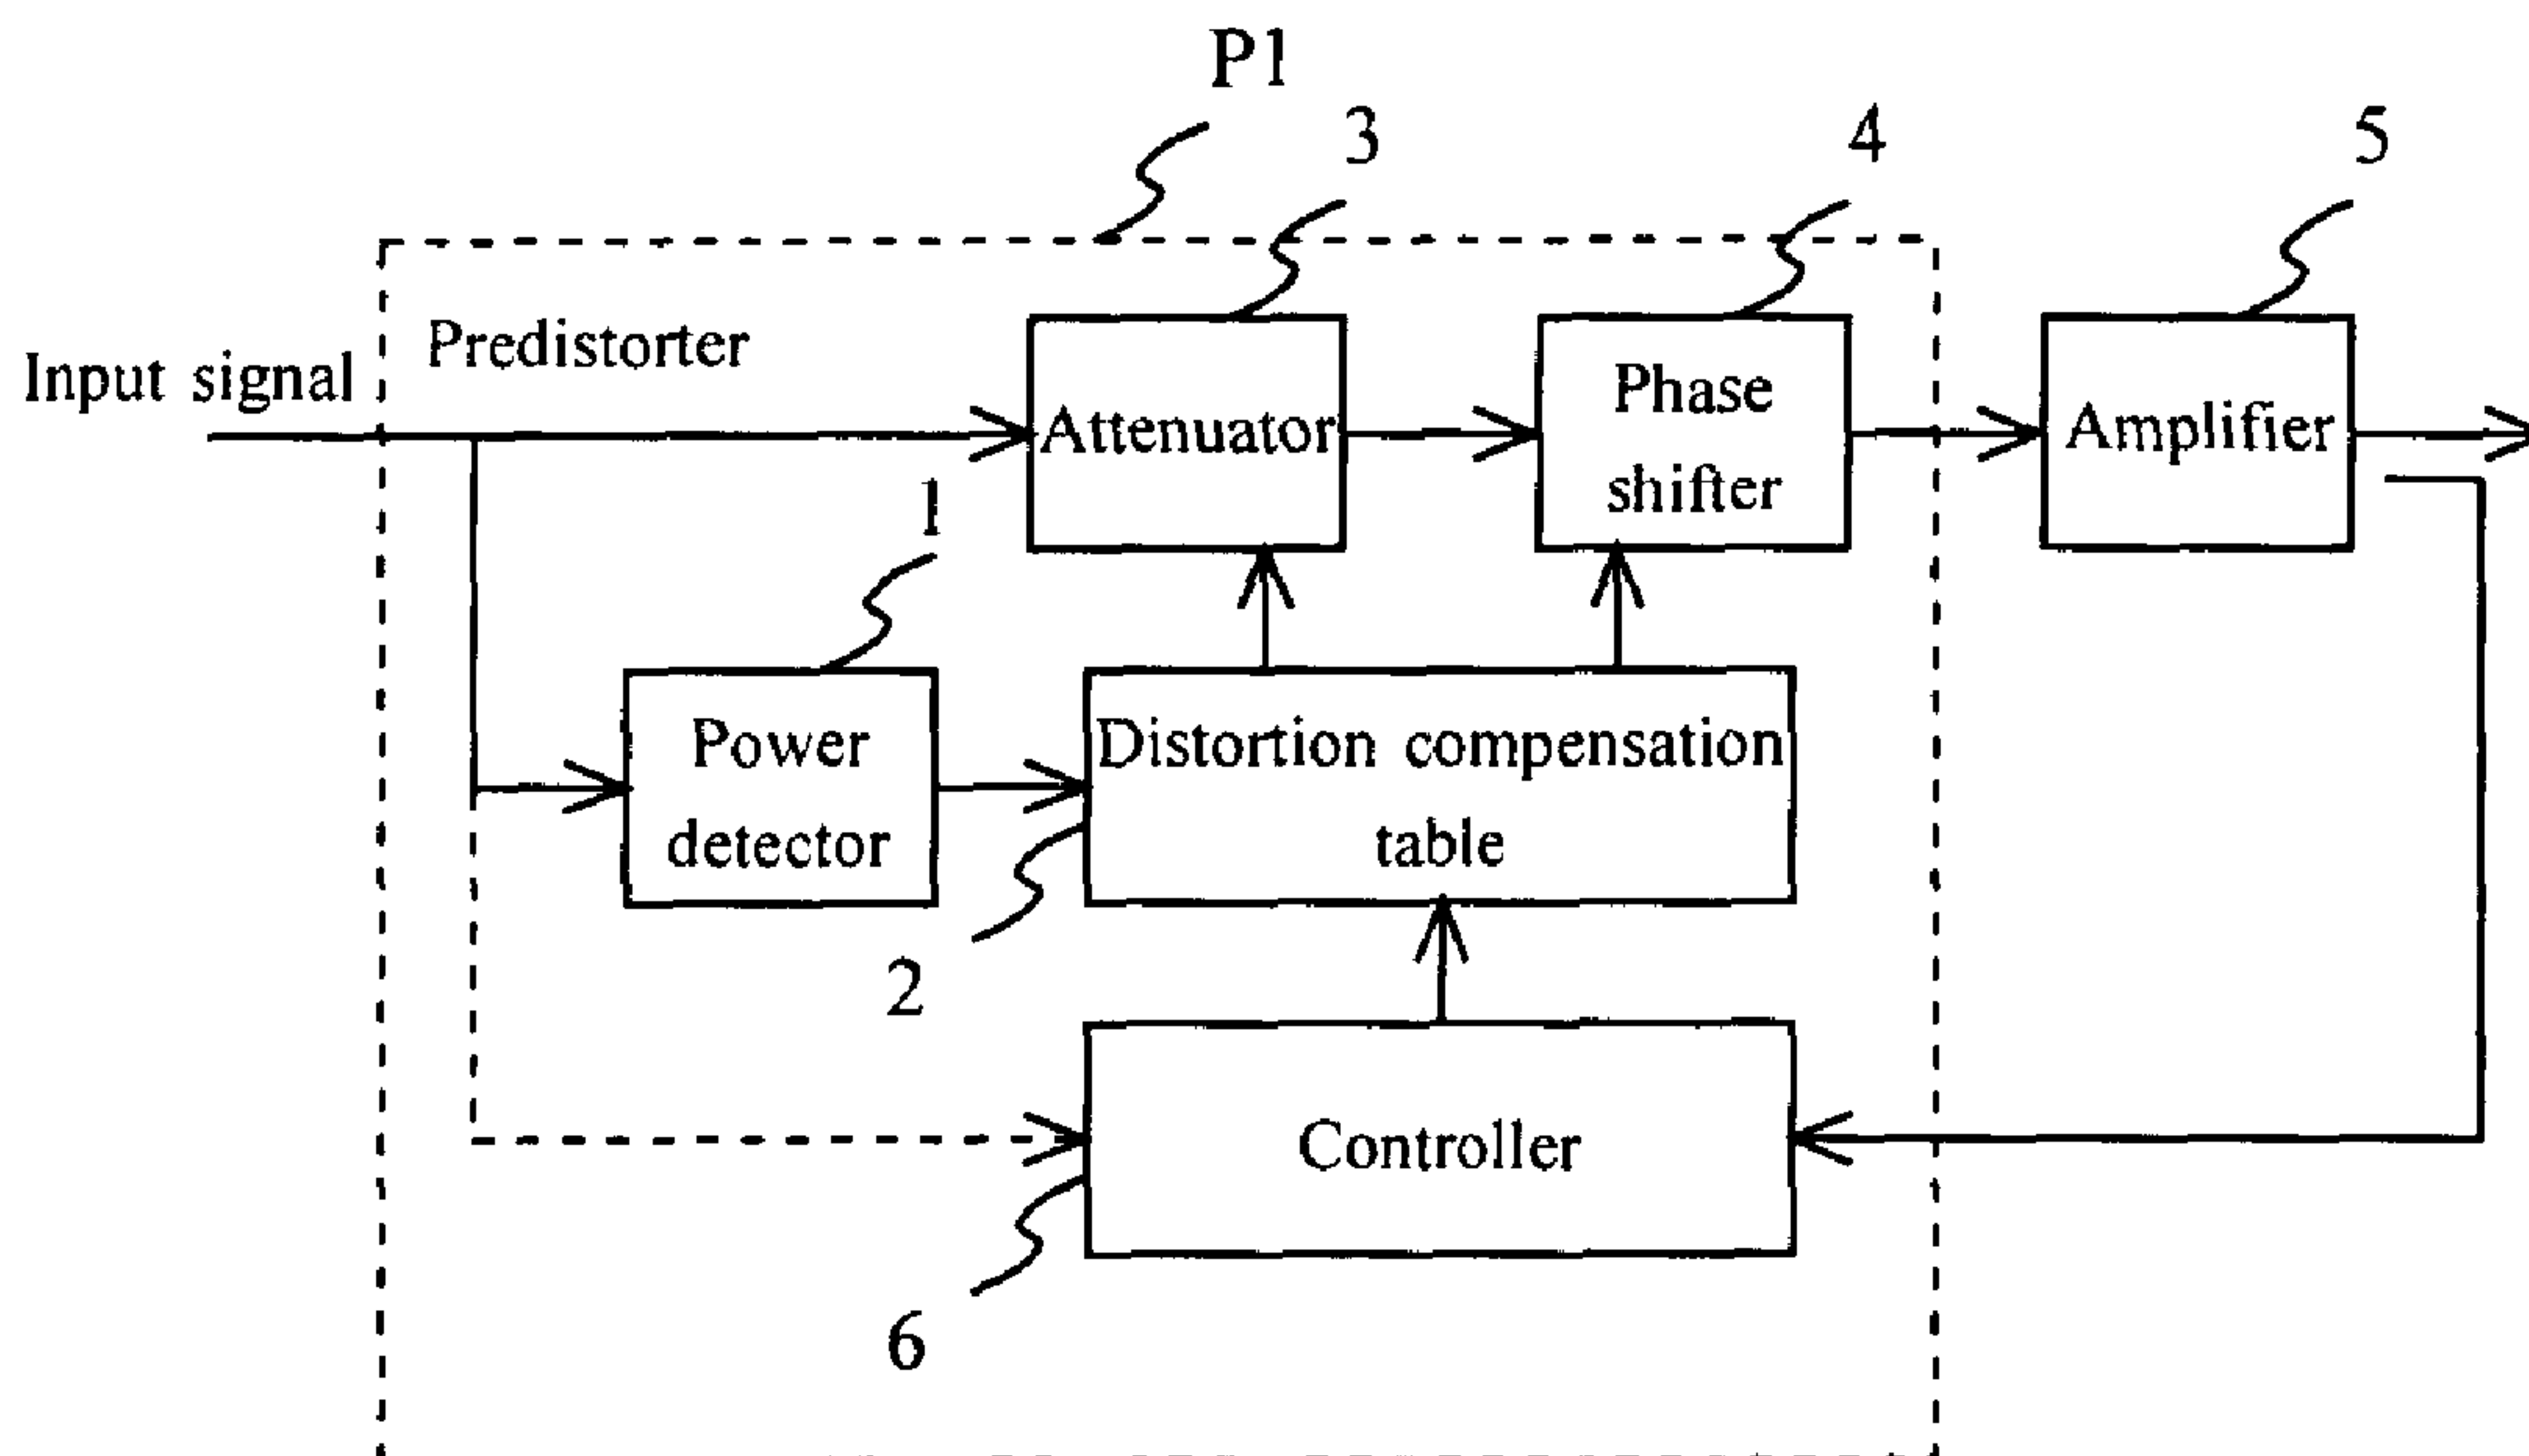 P1
3
4
5
Input signal
Predistorter
Attenuator
Phase
shifter
Amplifier
1
Power
detector
Distortion compensation
table
2
Controller
6